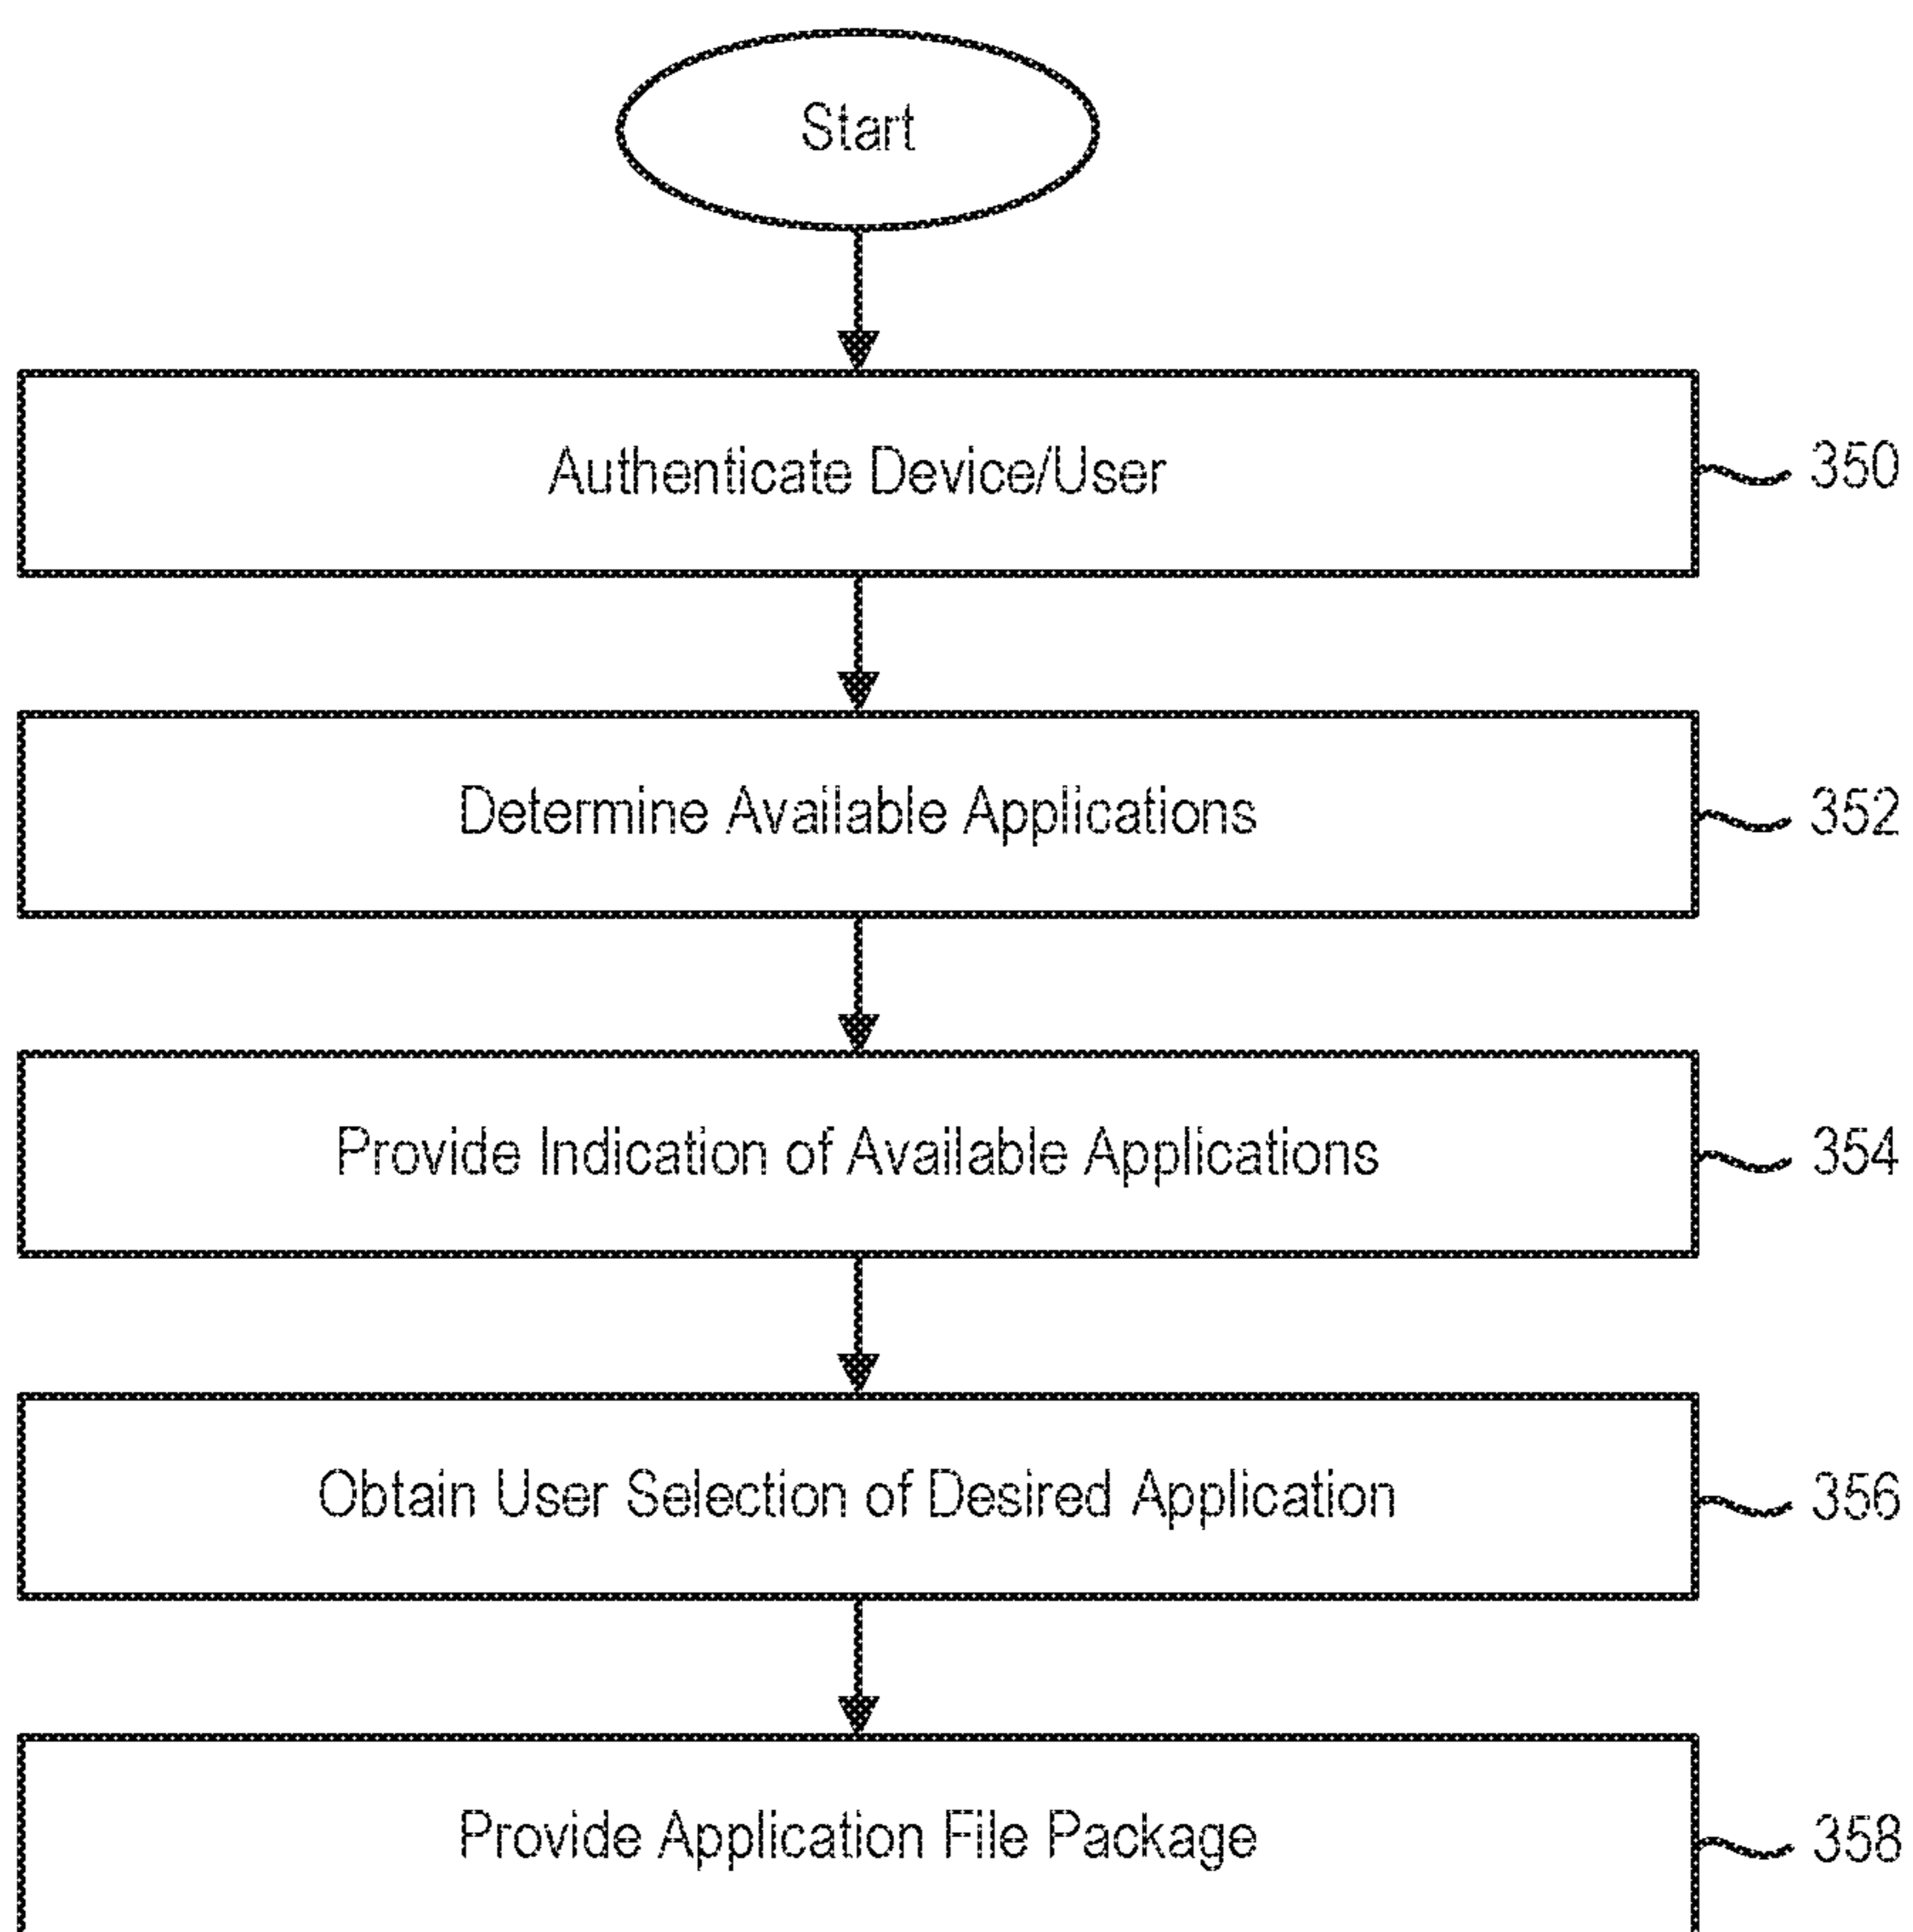 Start
Authenticate Device/User
350
Determine Available Applications
352
Provide Indication of Available Applications
354
Obtain User Selection of Desired Application
356
Provide Application File Package
358